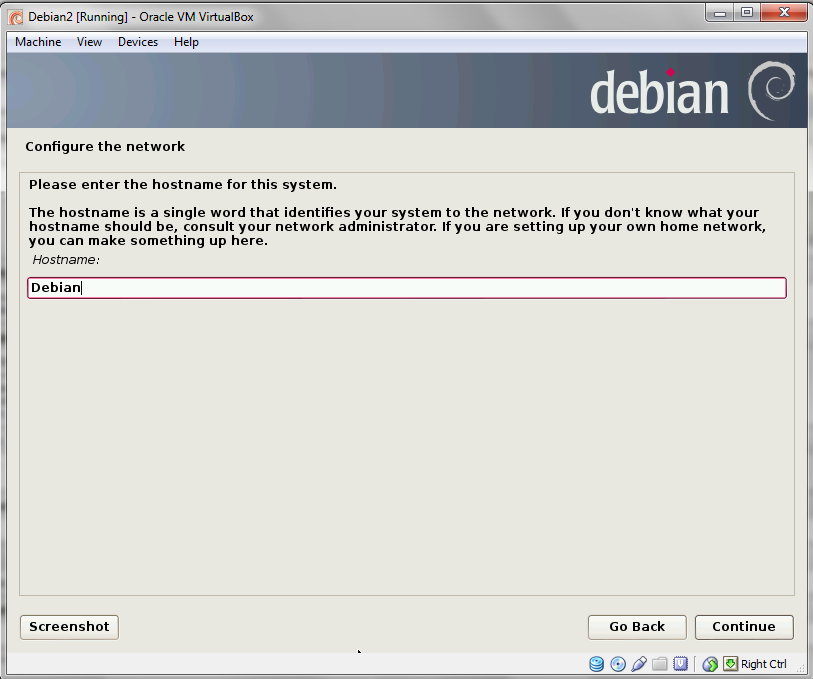 Debian2 [Running] - Oracle VM VirtualBox
Machine View Devices Help
debian
Configure the network
Please enter the hostname for this system.
The hostname is a single word that identifies your system to the network. If you don't know what your
hostname should be, consult your network administrator. If you are setting up your own home network,
you can make something up here.
Hostname:
Debian
Screenshot Go Back Continue
Right Ctrl